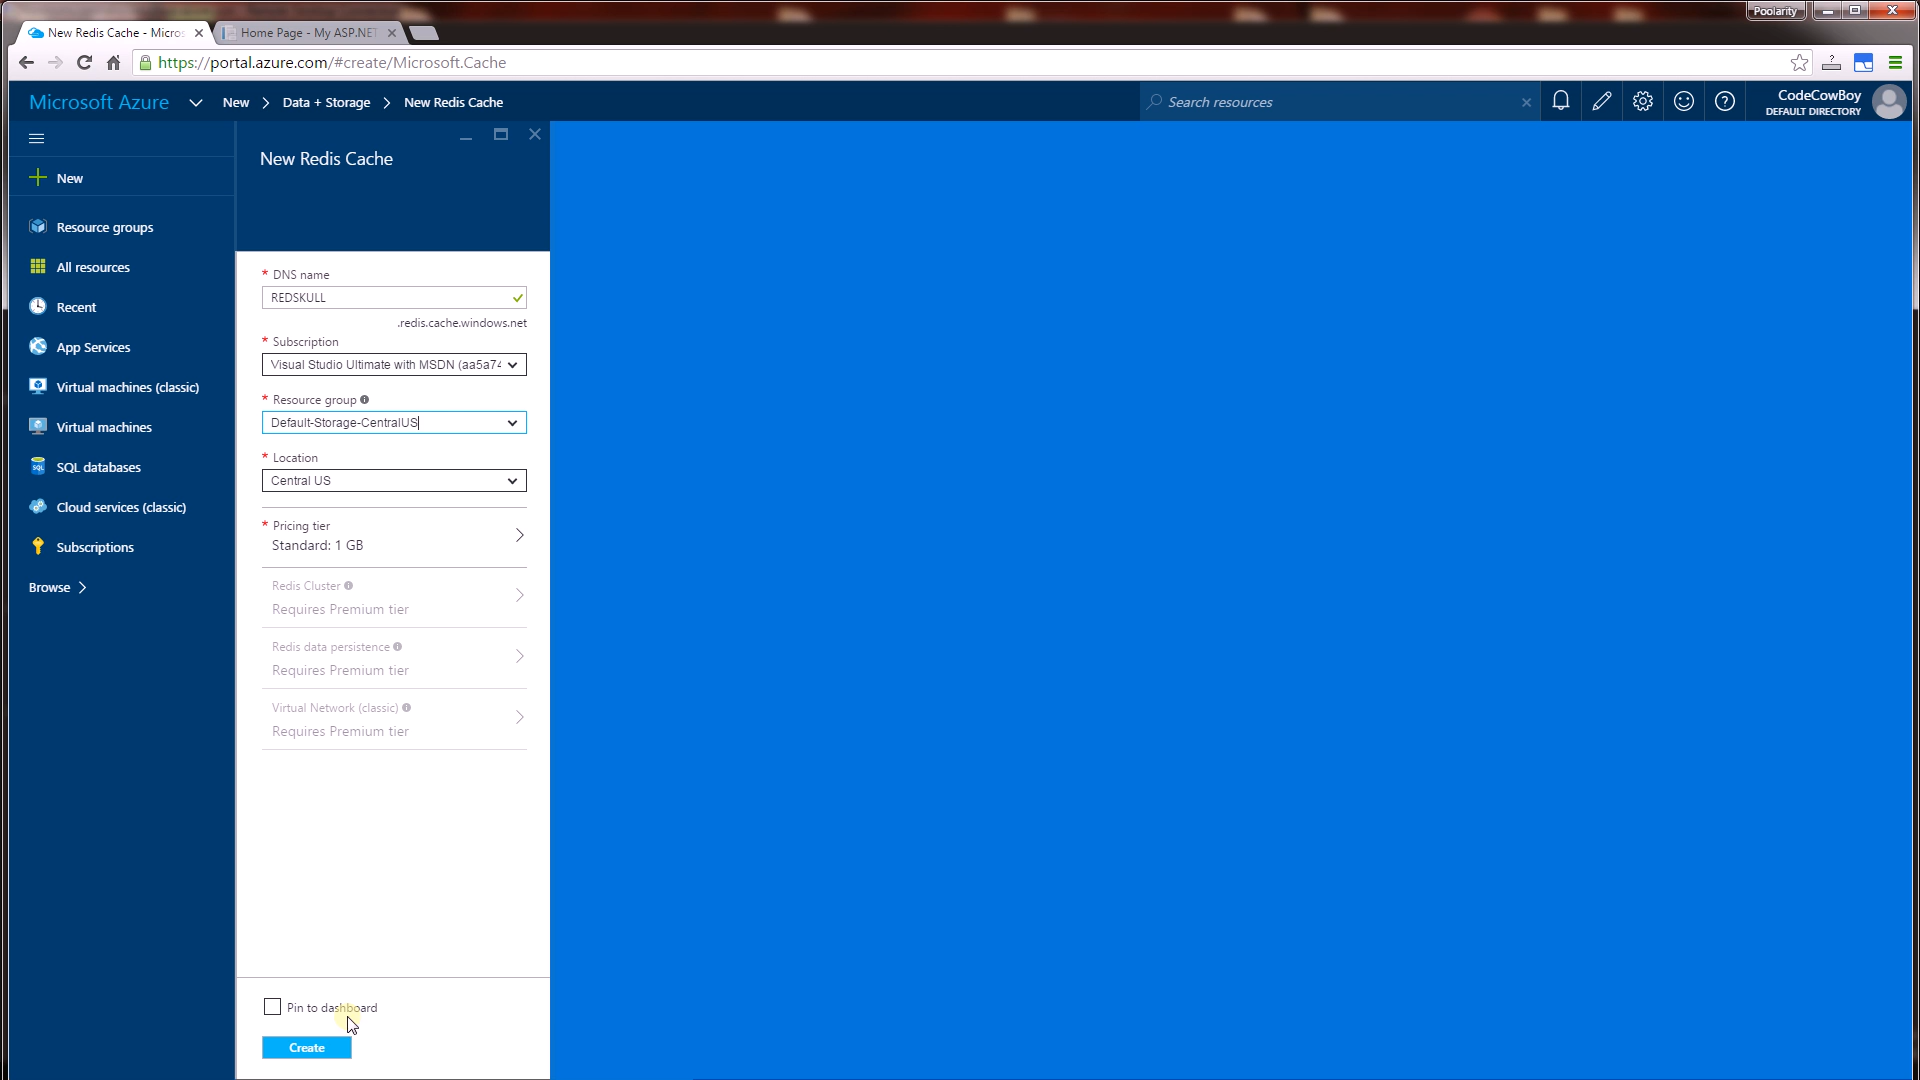 Poolarity
New Redis Cache - Micros
Home Page - My ASP.NET
https://portal.azure.com/#create/Microsoft.Cache
Microsoft Azure
New > Data + Storage > New Redis Cache
Search resources
CodeCowBoy
DEFAULT DIRECTORY
New
Resource groups
All resources
Recent
App Services
Virtual machines (classic)
Virtual machines
SQL databases
Cloud services (classic)
Subscriptions
Browse >
New Redis Cache
* DNS name
REDSKULL
.redis.cache.windows.net
* Subscription
Visual Studio Ultimate with MSDN (aa5a74
* Resource group
Default-Storage-CentralUS
* Location
Central US
* Pricing tier
Standard: 1 GB
Redis Cluster
Requires Premium tier
Redis data persistence
Requires Premium tier
Virtual Network (classic)
Requires Premium tier
Pin to dashboard
Create